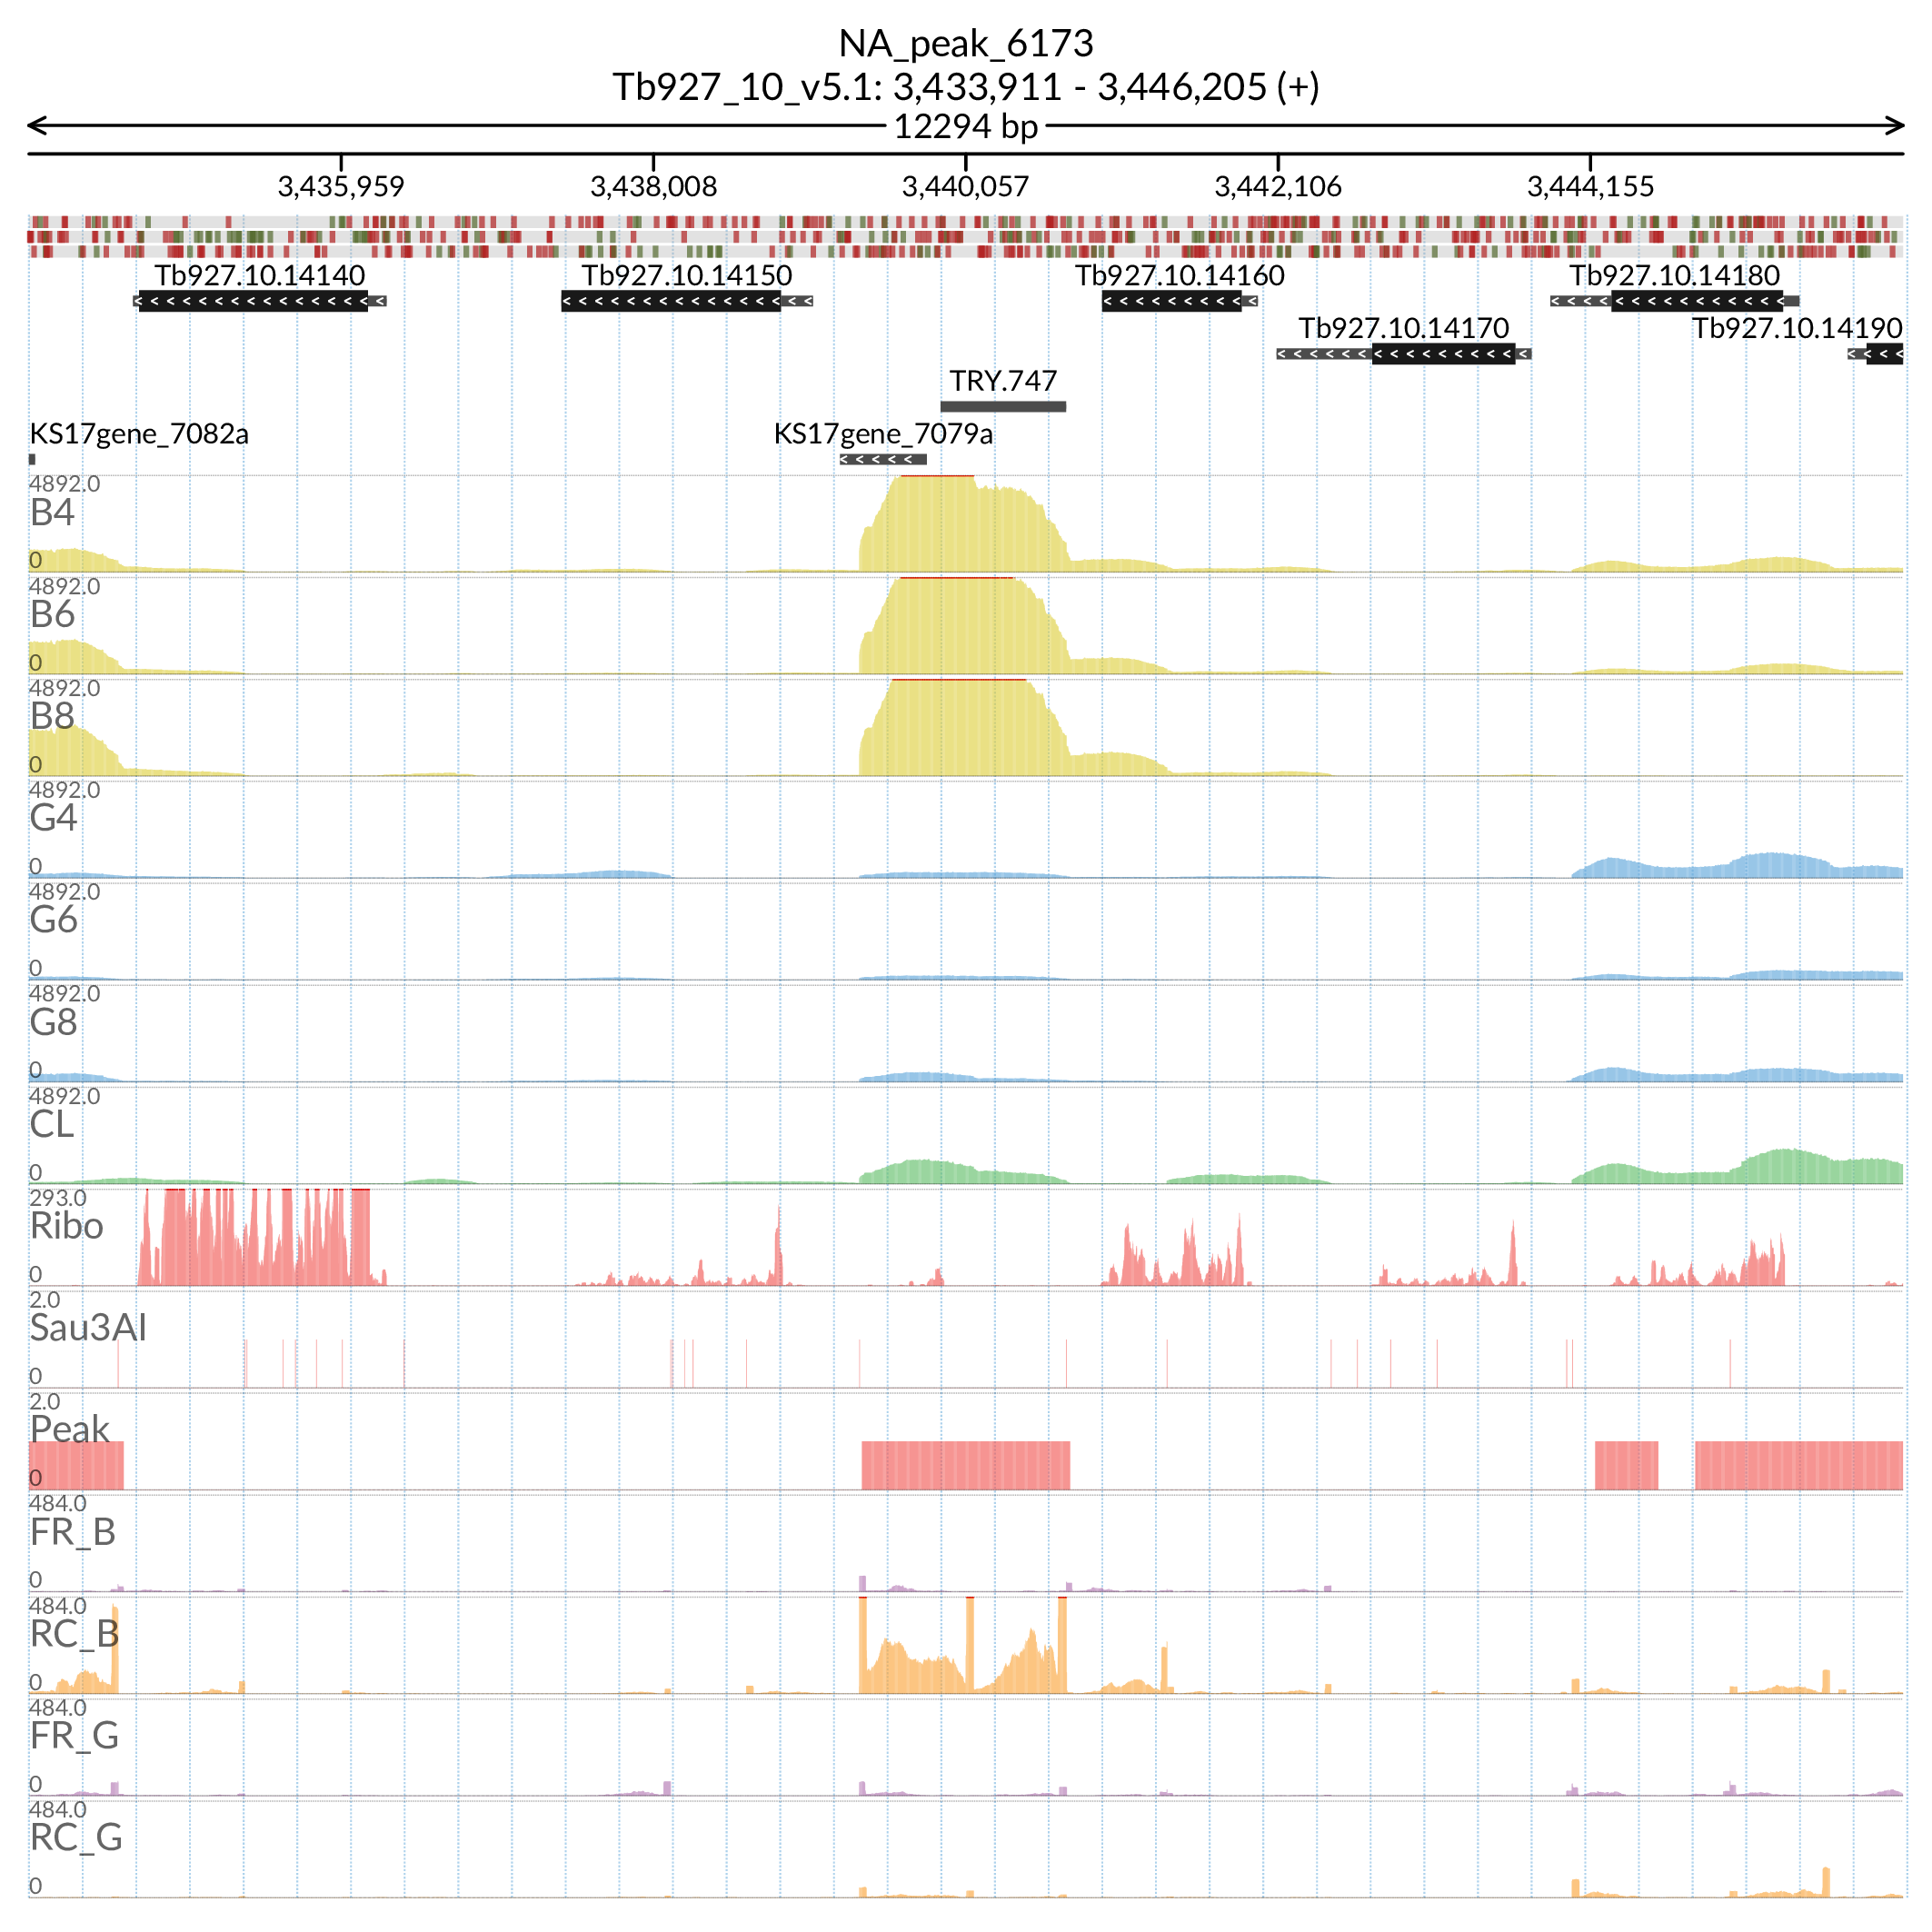 NA_peak_6173
Tb927_10_v5.1: 3,433,911 - 3,446,205 (+)
12294 bp
3,435,959 3,438,008 3,440,057 3,442,106 3,444,155
Tb927.10.14140 Tb927.10.14150 Tb927.10.14160 Tb927.10.14180
Tb927.10.14170 Tb927.10.14190
TRY.747
KS17gene_7082a KS17gene_7079a
4892.0
B4
0
4892.0
B6
0
4892.0
B8
0
4892.0
G4
0
4892.0
G6
0
4892.0
G8
0
4892.0
CL
0
293.0
Ribo
0
2.0
Sau3AI
0
2.0
Peak
0
484.0
FR_B
0
484.0
RC_B
0
484.0
FR_G
0
484.0
RC_G
0